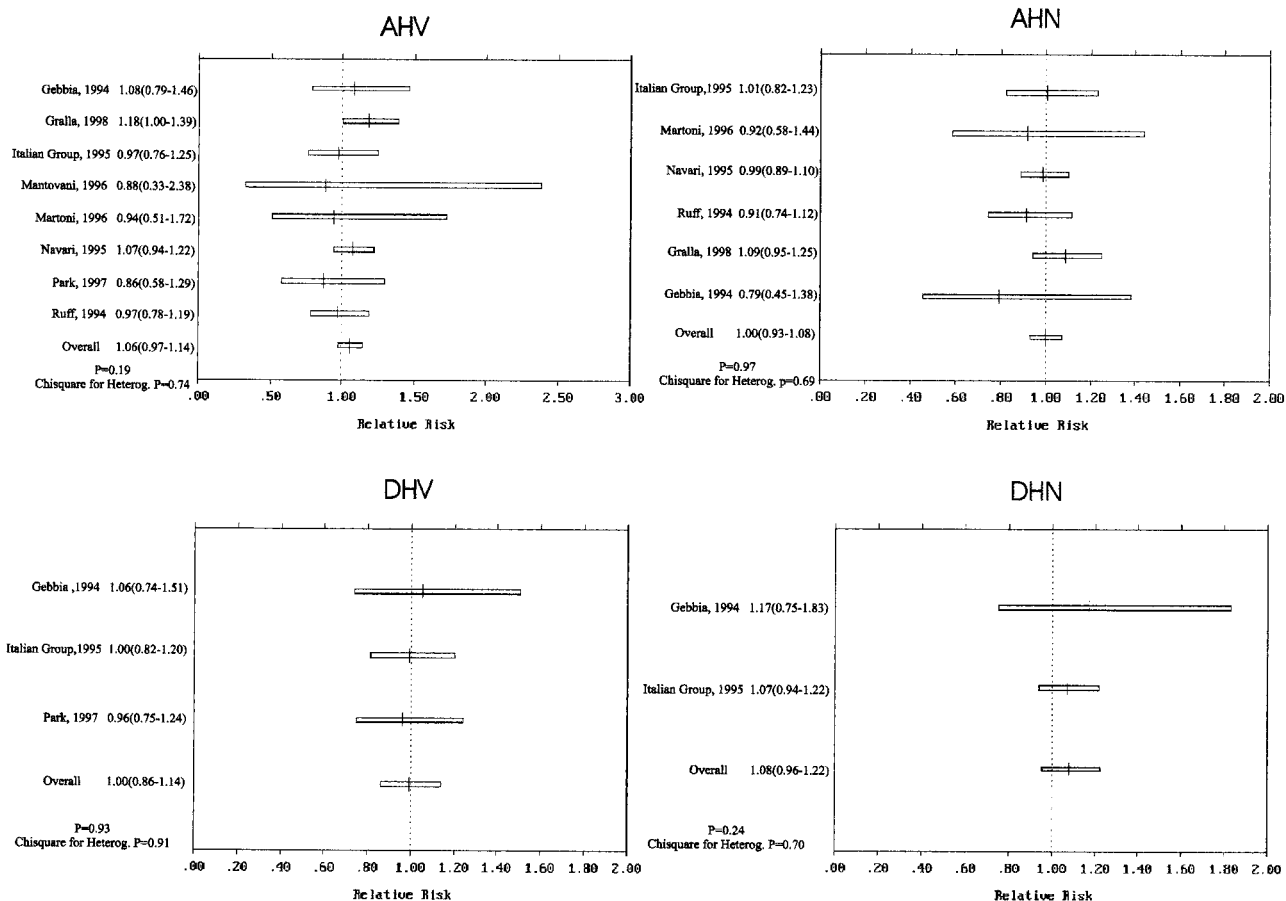 AHV
Gebbia, 1994 1.08(0.79-1.46)
Gralla, 1998 1.18(1.00-1.39)
Italian Group, 1995 0.97(0.76-1.25)
Mantovani, 1996 0.88(0.33-2.38)
Martoni, 1996 0.94(0.51-1.72)
Navari, 1995 1.07(0.94-1.22)
Park, 1997 0.86(0.58-1.29)
Ruff, 1994 0.97(0.78-1.19)
Overall 1.06(0.97-1.14)
P=0.19
Chisquare for Heterog. P=0.74
.00 .50 1.00 1.50 2.00 2.50 3.00
Relative Risk
AHN
Italian Group,1995 1.01(0.82-1.23)
Martoni, 1996 0.92(0.58-1.44)
Navari, 1995 0.99(0.89-1.10)
Ruff, 1994 0.91(0.74-1.12)
Gralla, 1998 1.09(0.95-1.25)
Gebbia, 1994 0.79(0.45-1.38)
Overall 1.00(0.93-1.08)
P=0.97
Chisquare for Heterog. p=0.69
.00 .20 .40 .60 .80 1.00 1.20 1.40 1.60 1.80 2.00
Relative Risk
DHV
Gebbia ,1994 1.06(0.74-1.51)
Italian Group,1995 1.00(0.82-1.20)
Park, 1997 0.96(0.75-1.24)
Overall 1.00(0.86-1.14)
P=0.93
Chisquare for Heterog. P=0.91
.00 .20 .40 .60 .80 1.00 1.20 1.40 1.60 1.80 2.00
Relative Risk
DHN
Gebbia, 1994 1.17(0.75-1.83)
Italian Group, 1995 1.07(0.94-1.22)
Overall 1.08(0.96-1.22)
P=0.24
Chisquare for Heterog. P=0.70
.00 .20 .40 .60 .80 1.00 1.20 1.40 1.60 1.80 2.00
Relative Risk